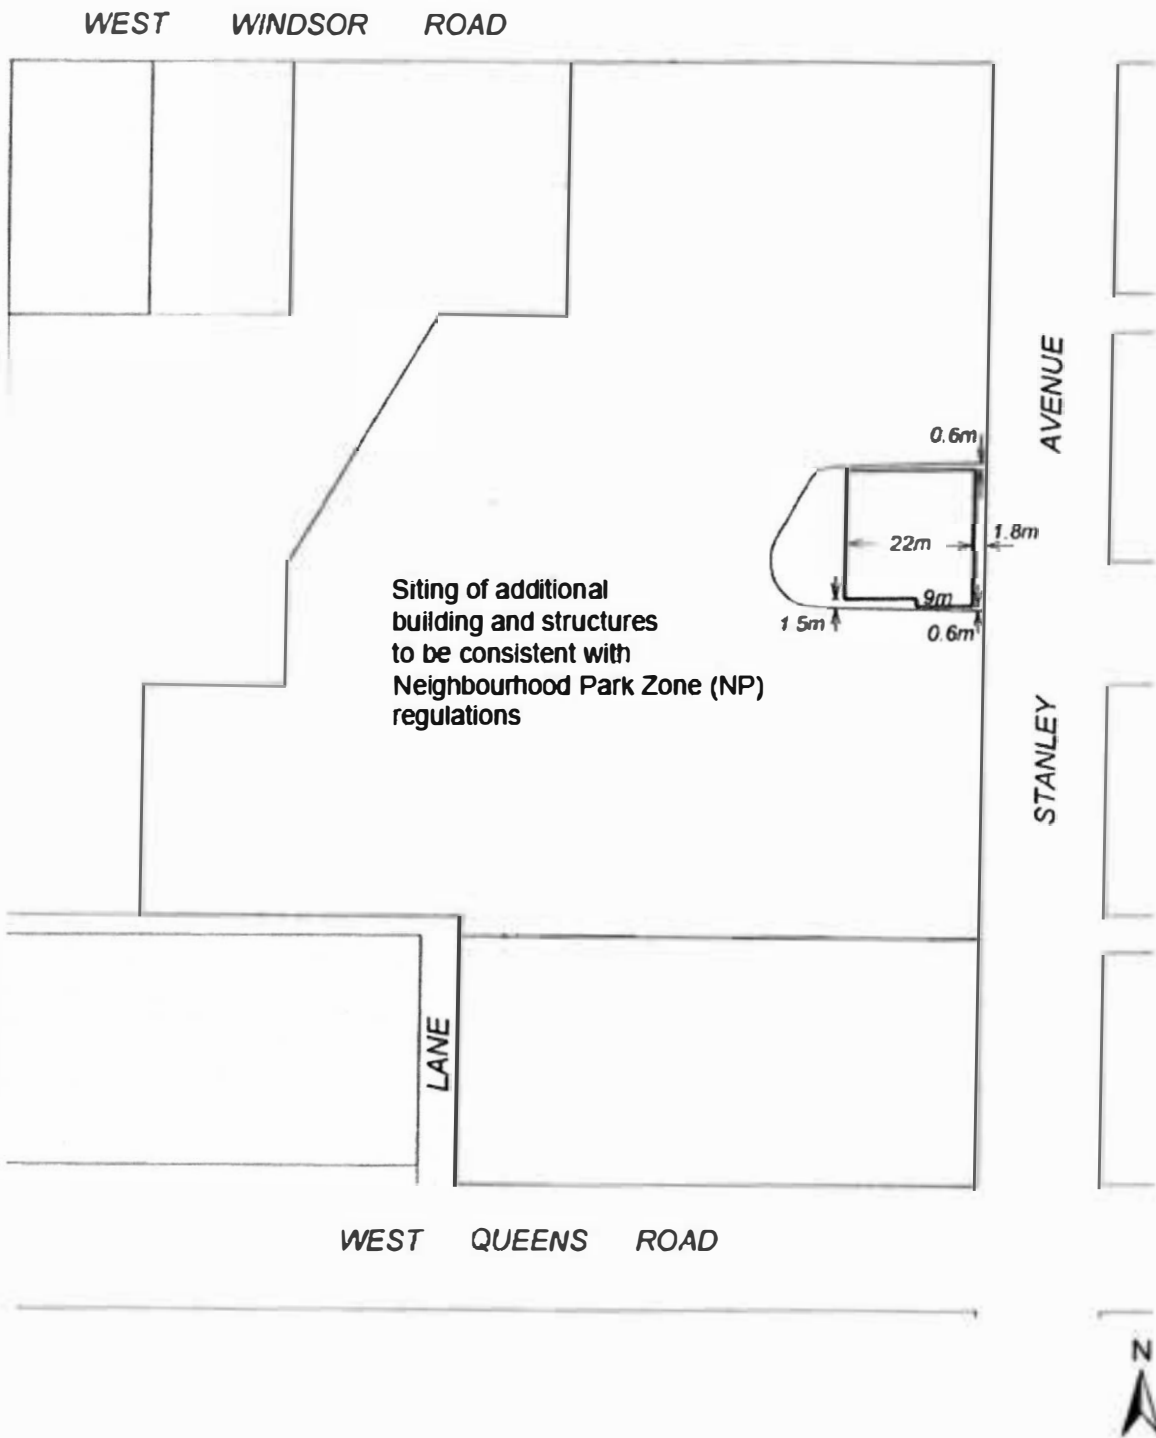 WEST WINDSOR ROAD
AVENUE
0.6m
22m
1.8m
9m
1 5m
0.6m
Siting of additional
building and structures
to be consistent with
Neighbourhood Park Zone (NP)
regulations
STANLEY
LANE
WEST QUEENS ROAD
N